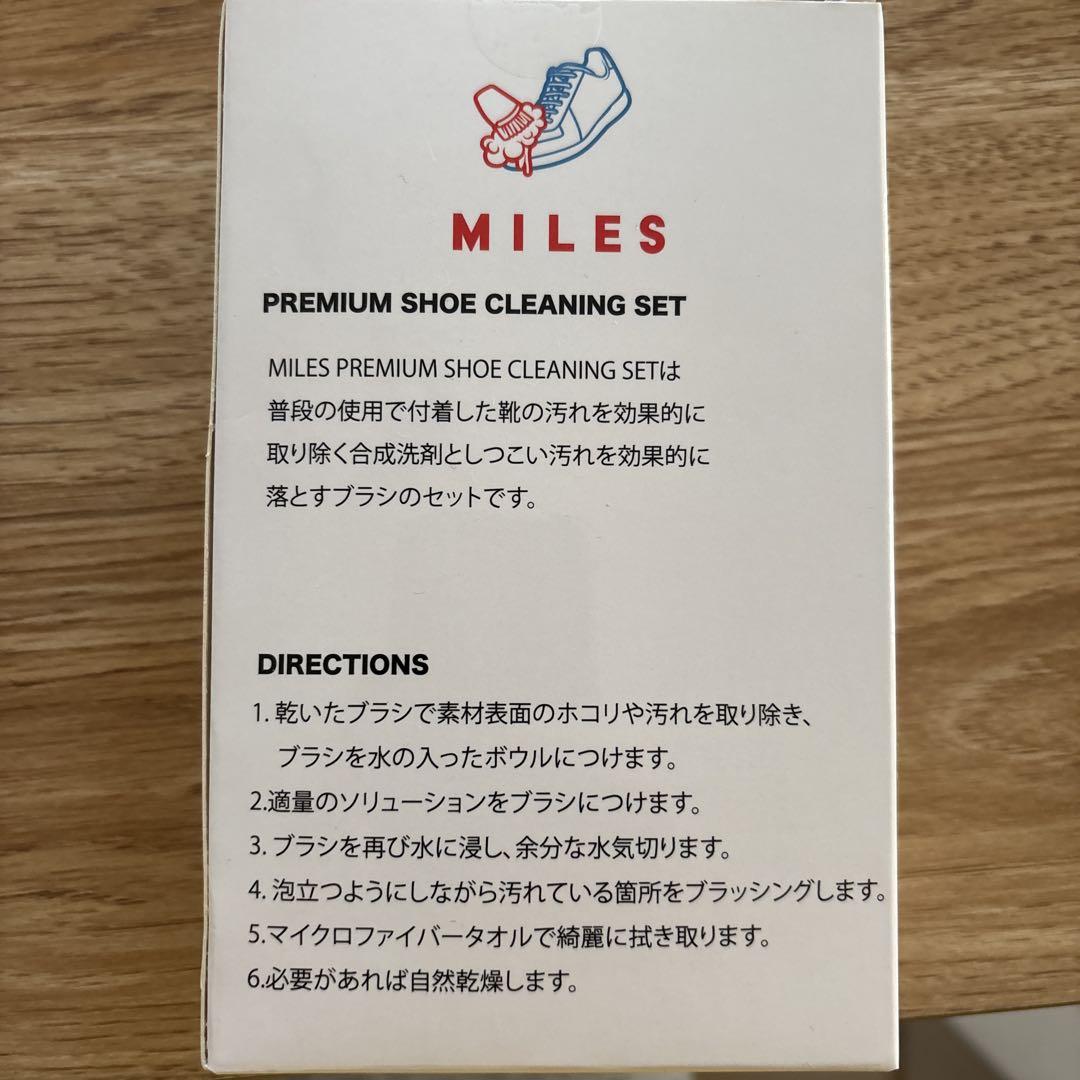 MILES
PREMIUM SHOE CLEANING SET
MILES PREMIUM SHOE CLEANING SETは
普段の使用で付着した靴の汚れを効果的に
取り除く合成洗剤としつこい汚れを効果的に
落とすブラシのセットです。
DIRECTIONS
1. 乾いたブラシで素材表面のホコリや汚れを取り除き、
ブラシを水の入ったボウルにつけます。
2.適量のソリューションをブラシにつけます。
3. ブラシを再び水に浸し、余分な水気切ります。
4. 泡立つようにしながら汚れている箇所をブラッシングします。
5.マイクロファイバータオルで綺麗に拭き取ります。
6.必要があれば自然乾燥します。